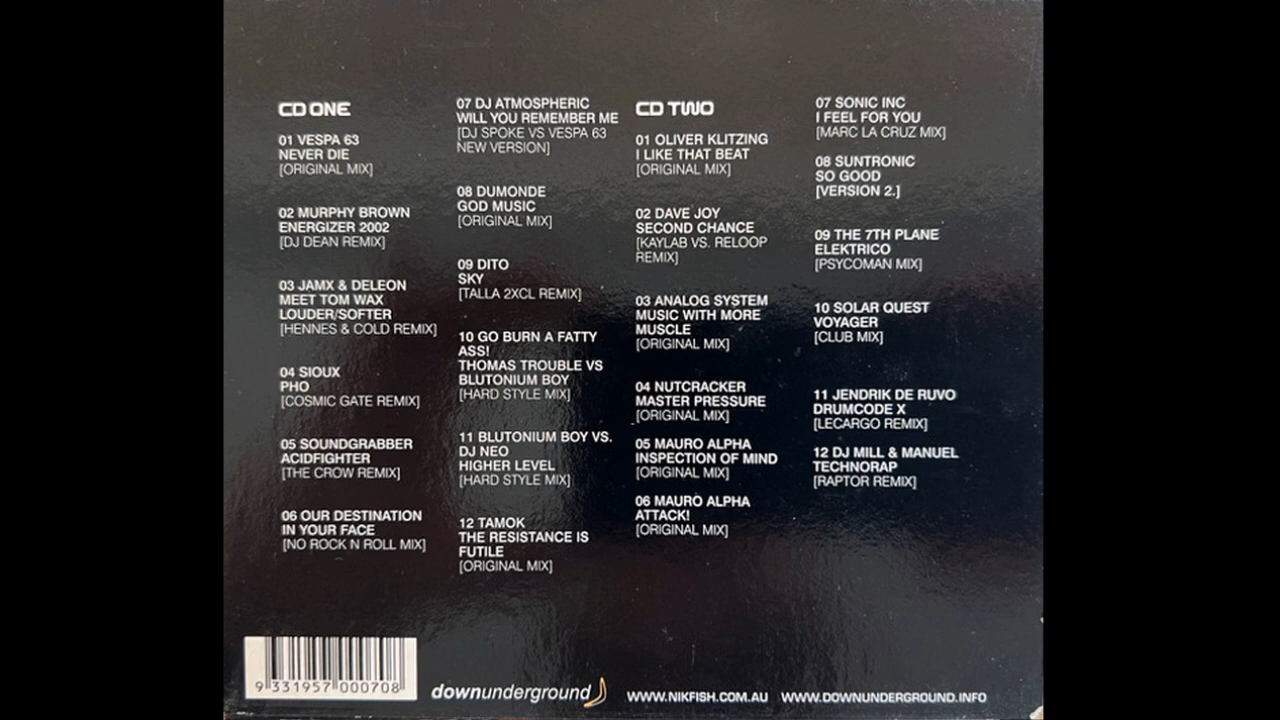 CD ONE
01 VESPA 63
NEVER DIE
[ORIGINAL MIX]
02 MURPHY BROWN
ENERGIZER 2002
[DJ DEAN REMIX]
03 JAMX & DELEON
MEET TOM WAX
LOUDER/SOFTER
[HENNES & COLD REMIX]
04 SIOUX
PHO
[COSMIC GATE REMIX]
05 SOUNDGRABBER
ACIDFIGHTER
[THE CROW REMIX]
06 OUR DESTINATION
IN YOUR FACE
[NO ROCK N ROLL MIX]
07 DJ ATMOSPHERIC
WILL YOU REMEMBER ME
[DJ SPOKE VS VESPA 63
NEW VERSION]
08 DUMONDE
GOD MUSIC
[ORIGINAL MIX]
09 DITO
SKY
[TALLA 2XCL REMIX]
10 GO BURN A FATTY
ASS!
THOMAS TROUBLE VS
BLUTONIUM BOY
[HARD STYLE MIX]
11 BLUTONIUM BOY VS.
DJ NEO
HIGHER LEVEL
[HARD STYLE MIX]
12 TAMOK
THE RESISTANCE IS
FUTILE
[ORIGINAL MIX]
CD TWO
01 OLIVER KLITZING
I LIKE THAT BEAT
[ORIGINAL MIX]
02 DAVE JOY
SECOND CHANCE
[KAYLAB VS. RELOOP
REMIX]
03 ANALOG SYSTEM
MUSIC WITH MORE
MUSCLE
[ORIGINAL MIX]
04 NUTCRACKER
MASTER PRESSURE
[ORIGINAL MIX]
05 MAURO ALPHA
INSPECTION OF MIND
[ORIGINAL MIX]
06 MAURO ALPHA
ATTACK!
[ORIGINAL MIX]
07 SONIC INC
I FEEL FOR YOU
[MARC LA CRUZ MIX]
08 SUNTRONIC
SO GOOD
[VERSION 2.]
09 THE 7TH PLANE
ELEKTRICO
[PSYCOMAN MIX]
10 SOLAR QUEST
VOYAGER
[CLUB MIX]
11 JENDRIK DE RUVO
DRUMCODE X
[LECARGO REMIX]
12 DJ MILL & MANUEL
TECHNORAP
[RAPTOR REMIX]
9 331957 000708
downunderground
WWW.NIKFISH.COM.AU WWW.DOWNUNDERGROUND.INFO